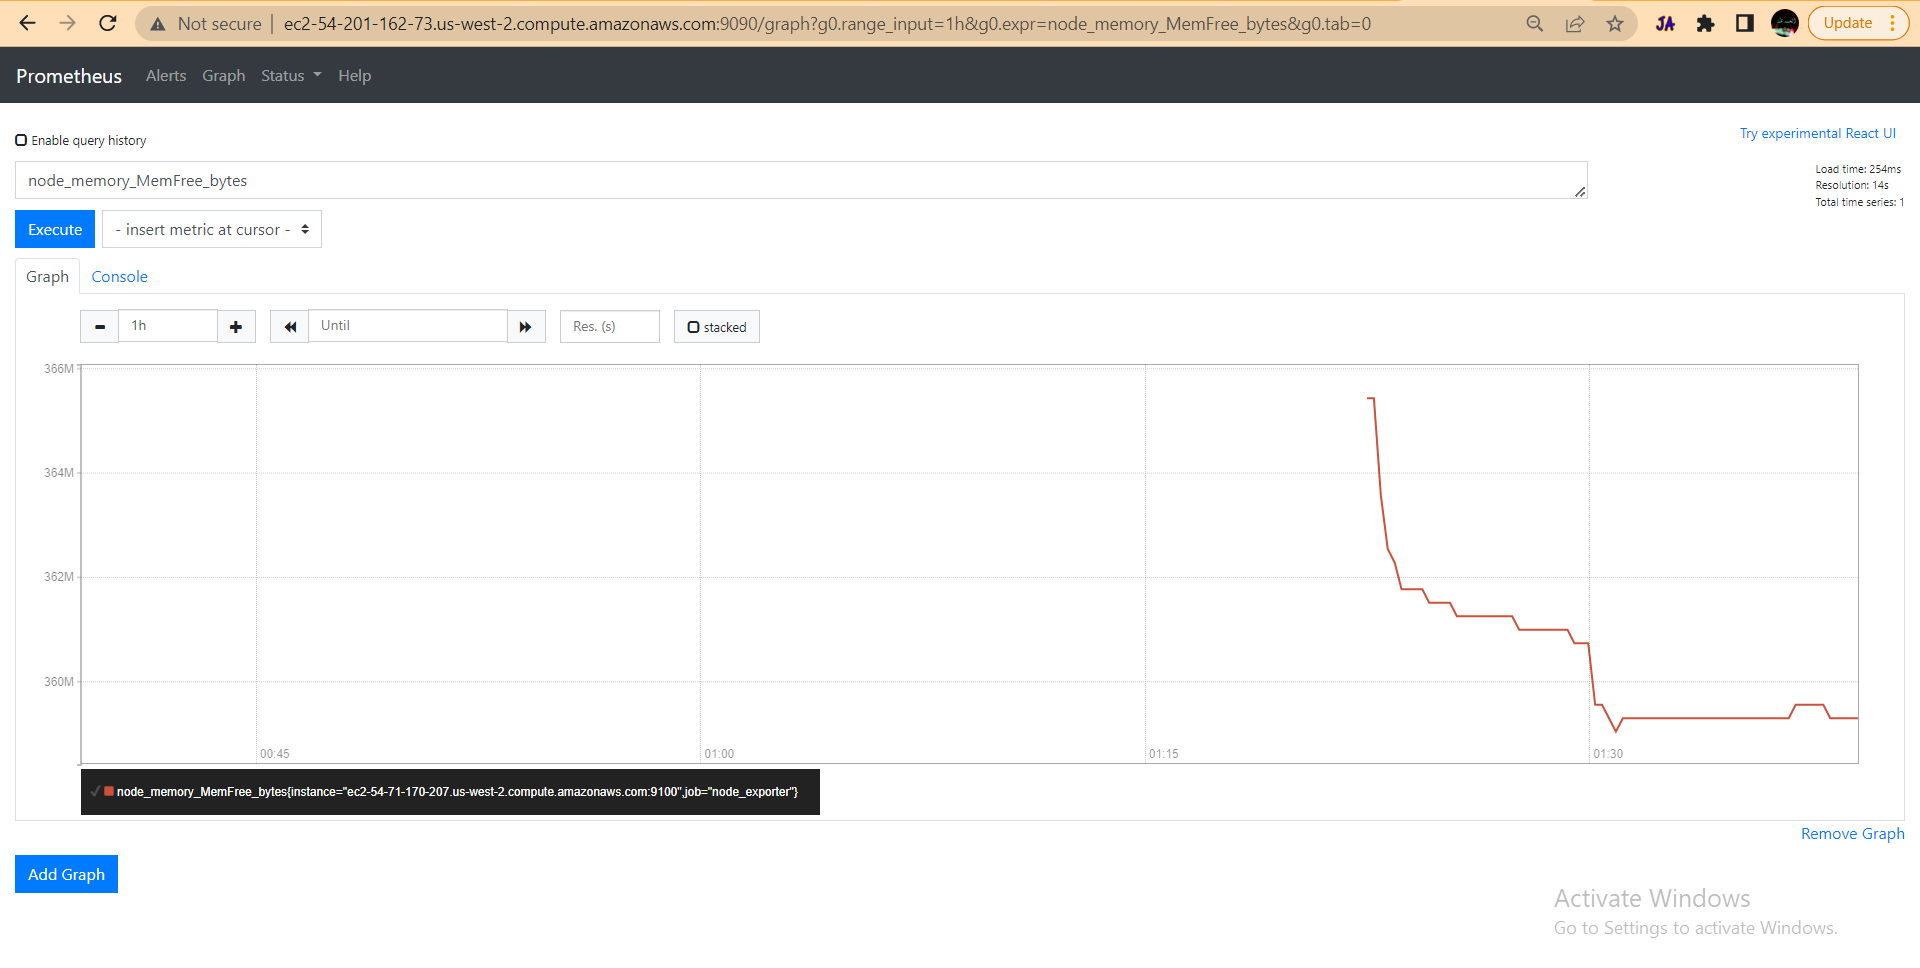 Not secure | ec2-54-201-162-73.us-west-2.compute.amazonaws.com:9090/graph?g0.range_input=1h&g0.expr=node_memory_MemFree_bytes&g0.tab=0
JA
Update
Prometheus Alerts Graph Status Help
Enable query history
Try experimental React UI
node_memory_MemFree_bytes
Load time: 254ms
Resolution: 14s
Total time series: 1
Execute
- insert metric at cursor -
Graph Console
1h
Until
Res. (s)
stacked
366M
364M
362M
360M
00:45 01:00 01:15 01:30
node_memory_MemFree_bytes{instance="ec2-54-71-170-207.us-west-2.compute.amazonaws.com:9100",job="node_exporter"}
Remove Graph
Add Graph
Activate Windows
Go to Settings to activate Windows.